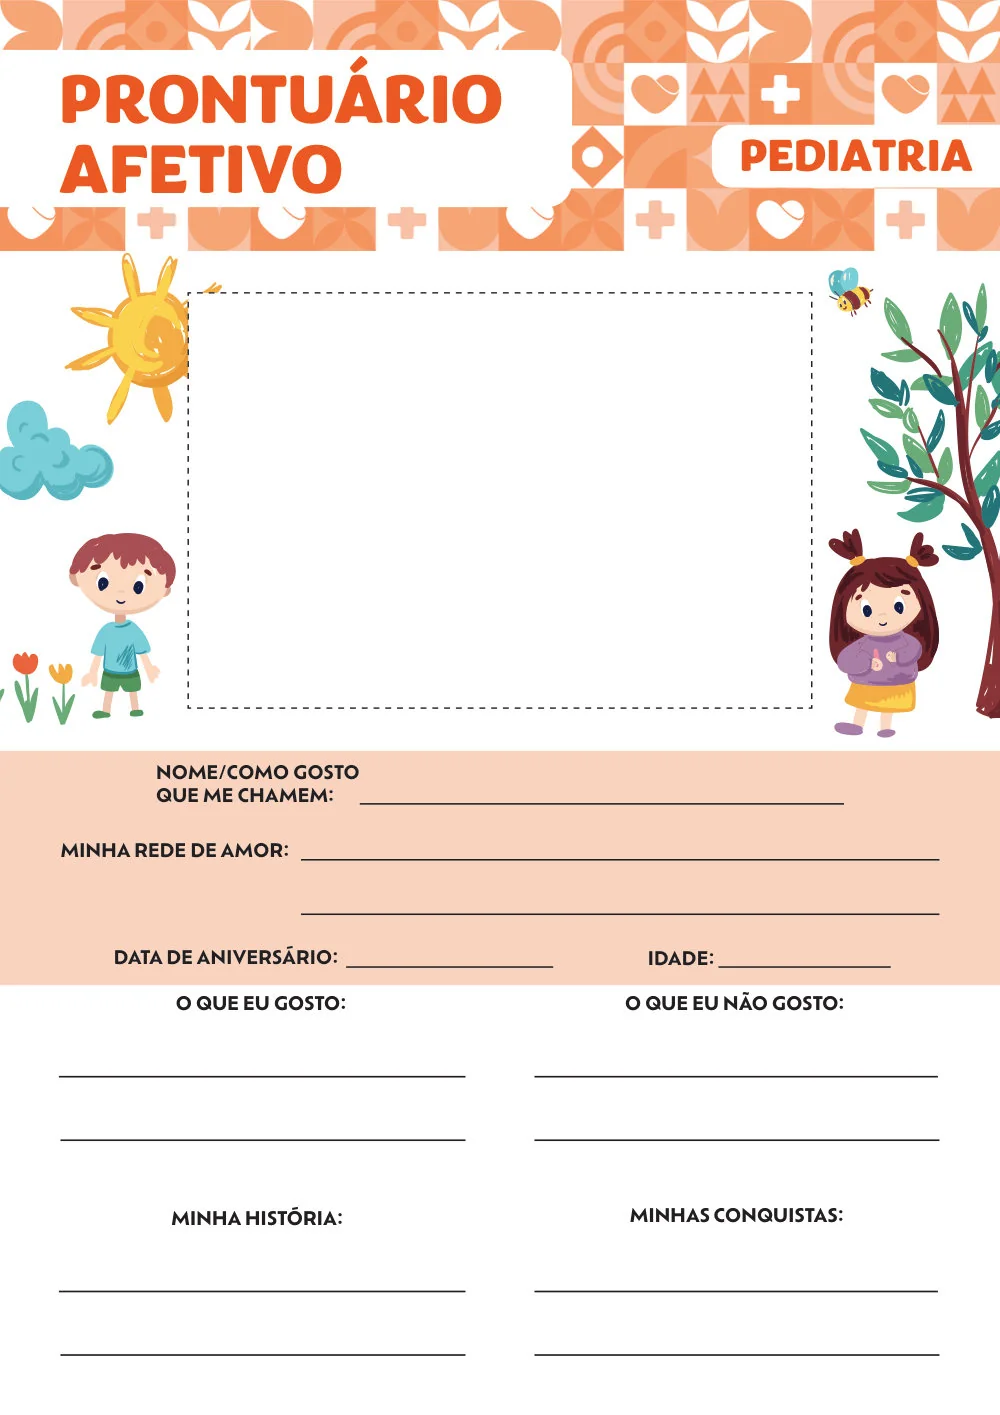 PRONTUÁRIO
AFETIVO
PEDIATRIA
NOME/COMO GOSTO
QUE ME CHAMEM:
MINHA REDE DE AMOR:
DATA DE ANIVERSÁRIO:
IDADE:
O QUE EU GOSTO:
O QUE EU NÃO GOSTO:
MINHA HISTÓRIA:
MINHAS CONQUISTAS: